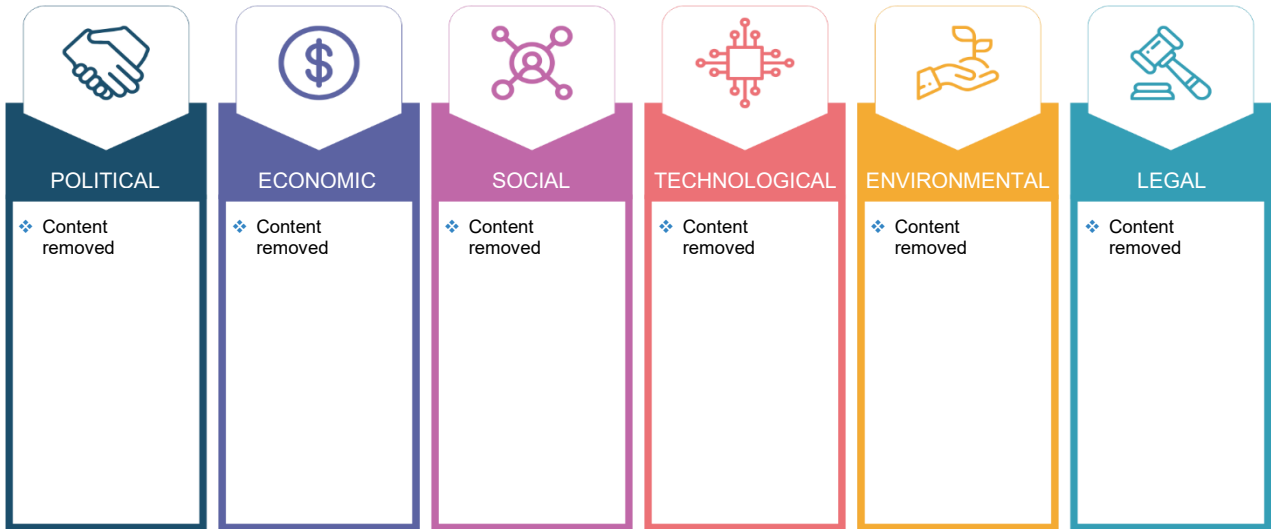 POLITICAL
ECONOMIC
SOCIAL
TECHNOLOGICAL
ENVIRONMENTAL
LEGAL
Content
removed
Content
removed
Content
removed
Content
removed
Content
removed
Content
removed